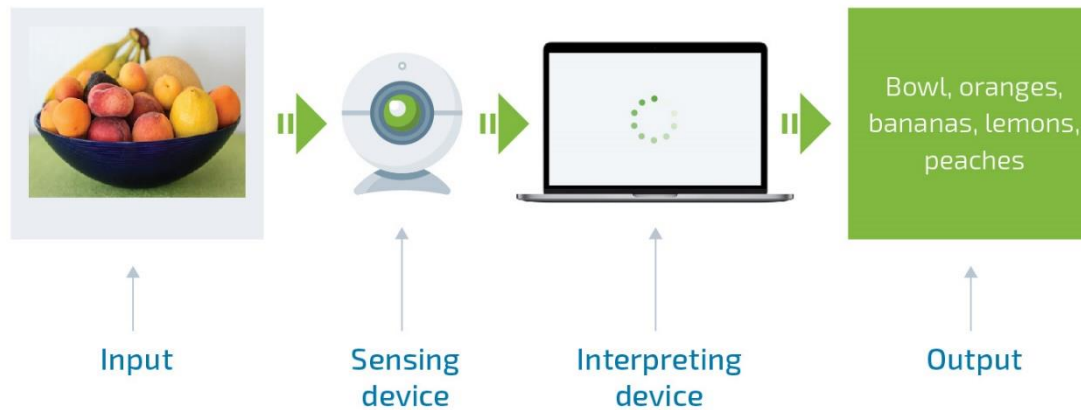 Bowl, oranges,
bananas, lemons,
peaches
Input
Sensing
device
Interpreting
device
Output